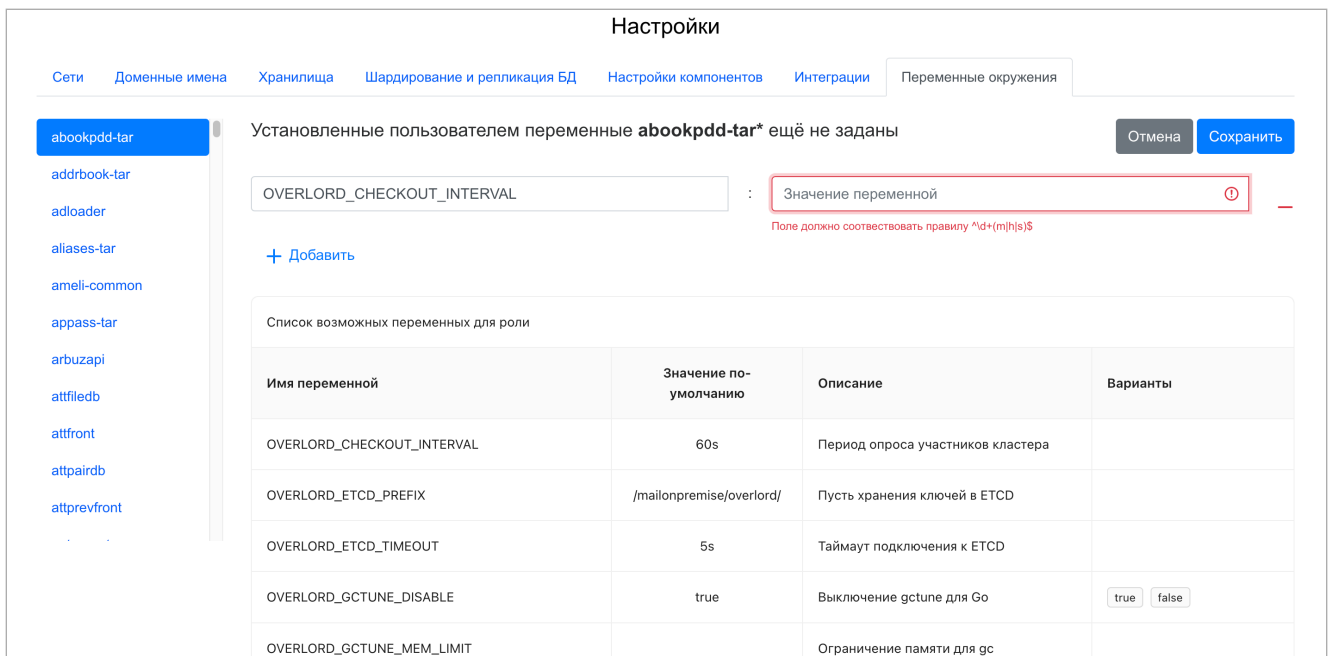 Настройки
Сети Доменные имена Хранилища Шардирование и репликация БД Настройки компонентов Интеграции Переменные окружения
abookpdd-tar
addrbook-tar
adloader
aliases-tar
ameli-common
appass-tar
arbuzapi
attfiledb
attfront
attpairdb
attprevfront
Установленные пользователем переменные abookpdd-tar* ещё не заданы
Отмена Сохранить
OVERLORD_CHECKOUT_INTERVAL : Значение переменной
Поле должно соотвествовать правилу ^\d+(m|h|s)$
+ Добавить
Список возможных переменных для роли
Имя переменной Значение по-умолчанию Описание Варианты
OVERLORD_CHECKOUT_INTERVAL 60s Период опроса участников кластера
OVERLORD_ETCD_PREFIX /mailonpremise/overlord/ Пусть хранения ключей в ETCD
OVERLORD_ETCD_TIMEOUT 5s Таймаут подключения к ETCD
OVERLORD_GCTUNE_DISABLE true Выключение gctune для Go true false
OVERLORD_GCTUNE_MEM_LIMIT Ограничение памяти для gc